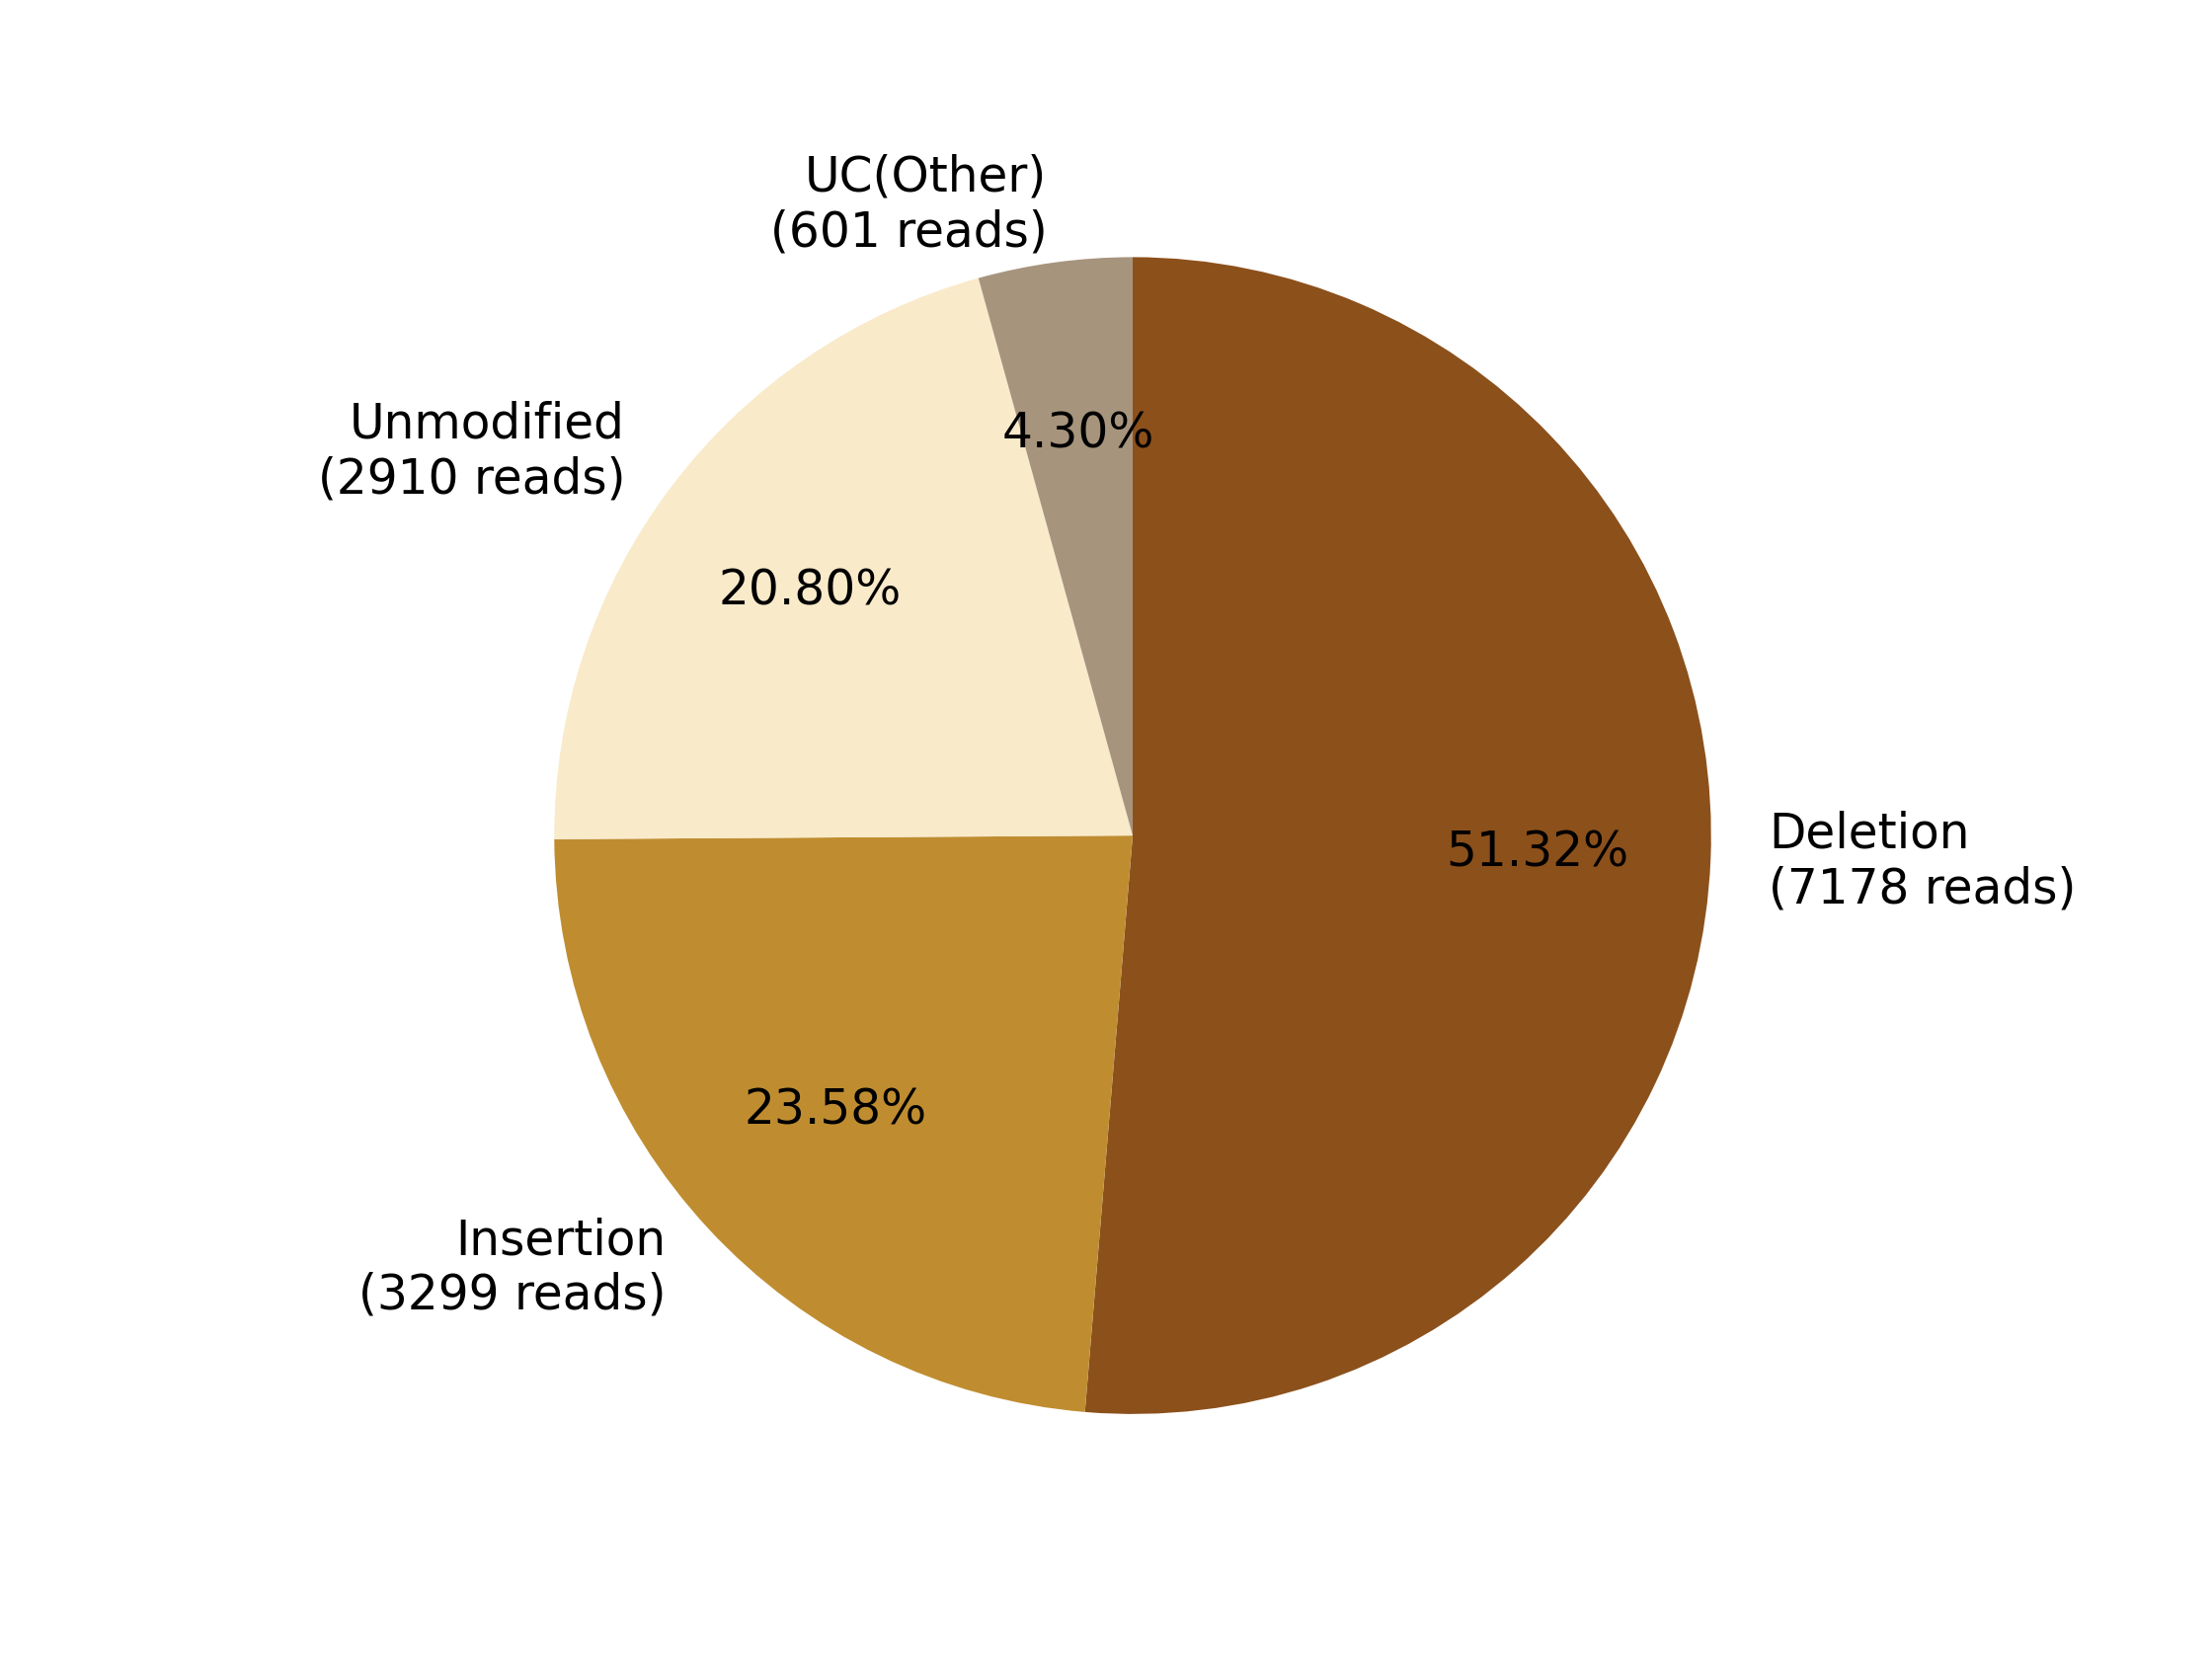 UC(Other)
(601 reads)
4.30%
Unmodified
(2910 reads)
20.80%
Deletion
(7178 reads)
51.32%
23.58%
Insertion
(3299 reads)